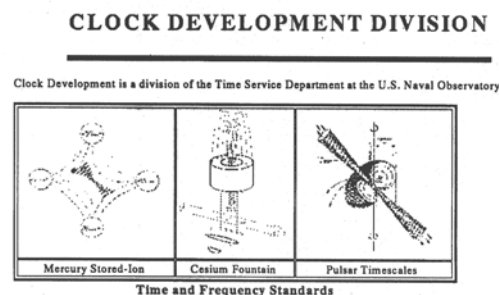 CLOCK DEVELOPMENT DIVISION
Clock Development is a division of the Time Service Department at the U.S. Naval Observatory
Mercury Stored-Ion
Cesium Fountain
Pulsar Timescales
Time and Frequency Standards